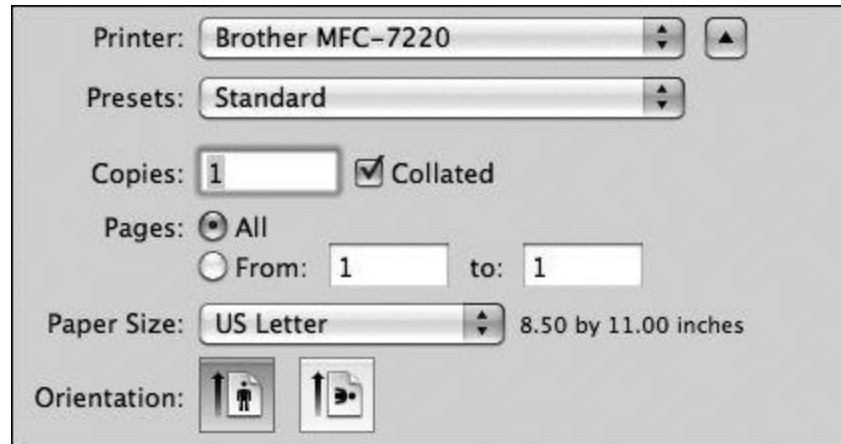 Printer: Brother MFC-7220
Presets: Standard
Copies: 1 Collated
Pages: All
From: 1 to: 1
Paper Size: US Letter 8.50 by 11.00 inches
Orientation: